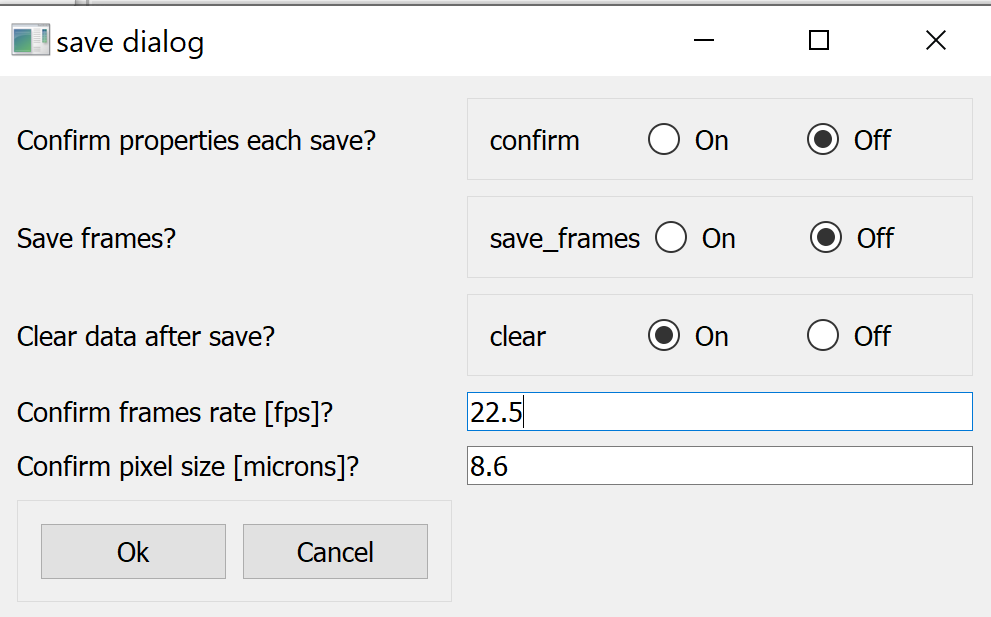 save dialog
Confirm properties each save? confirm On Off
Save frames? save_frames On Off
Clear data after save? clear On Off
Confirm frames rate [fps]? 22.5
Confirm pixel size [microns]? 8.6
Ok Cancel